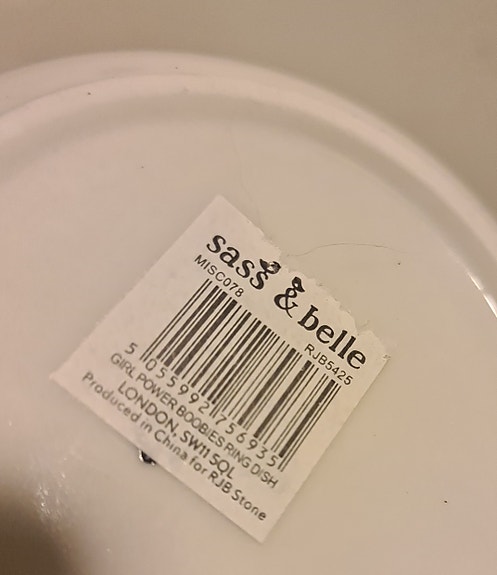 sass & belle
MISC078 RJB5425
5 055992 756935
GIRL POWER BOOBIES RING DISH
LONDON, SW11 5QL
Produced in China for RJB Stone